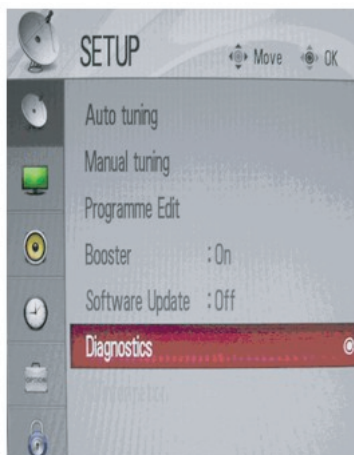 SETUP Move OK
Auto tuning
Manual tuning
Programme Edit
Booster : On
Software Update : Off
Diagnostics